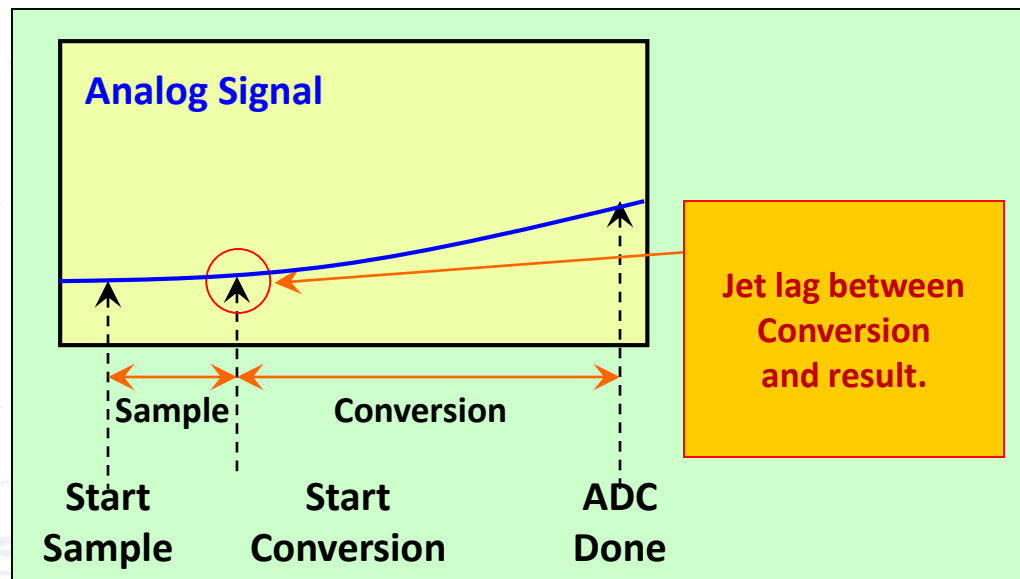 Analog Signal
Jet lag between
Conversion
and result.
Sample
Conversion
Start
Sample
Start
Conversion
ADC
Done